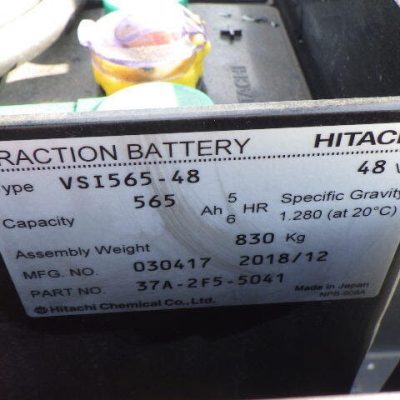 HITACHI
RACTION BATTERY HITACH
ype VSI565-48 48 V
Capacity 565 Ah 5/6 HR Specific Gravity 1.280 (at 20°C)
Assembly Weight 830 Kg
MFG. NO. 030417 2018/12
PART NO. 37A-2F5-5041 Made in Japan
Hitachi Chemical Co., Ltd.